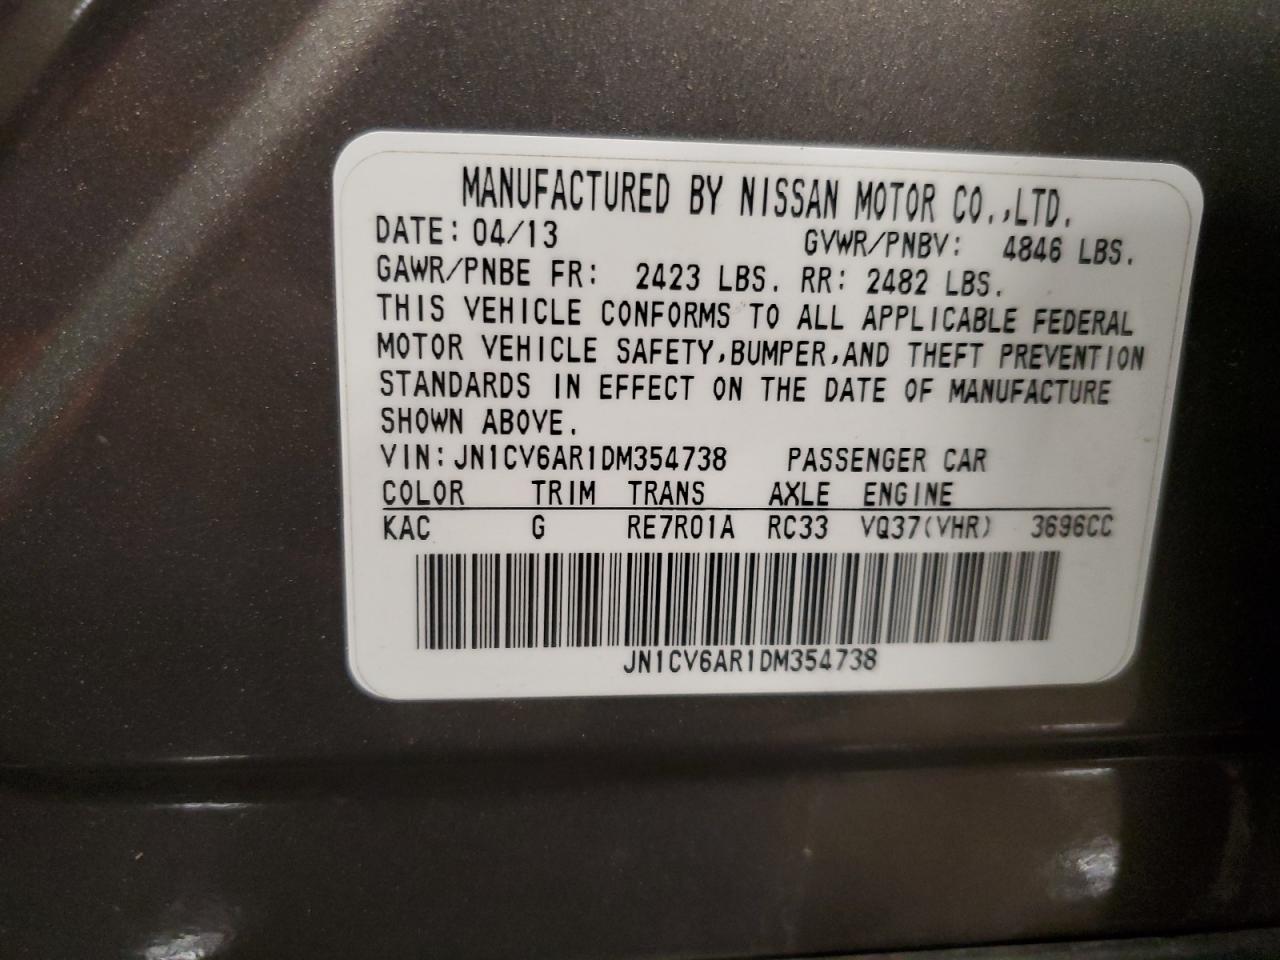 MANUFACTURED BY NISSAN MOTOR CO.,LTD.
DATE: 04/13 GVWR/PNBV: 4846 LBS.
GAWR/PNBE FR: 2423 LBS. RR: 2482 LBS.
THIS VEHICLE CONFORMS TO ALL APPLICABLE FEDERAL
MOTOR VEHICLE SAFETY,BUMPER,AND THEFT PREVENTION
STANDARDS IN EFFECT ON THE DATE OF MANUFACTURE
SHOWN ABOVE.
VIN:JN1CV6AR1DM354738 PASSENGER CAR
COLOR TRIM TRANS AXLE ENGINE
KAC G RE7R01A RC33 VQ37(VHR) 3696CC
JN1CV6AR1DM354738